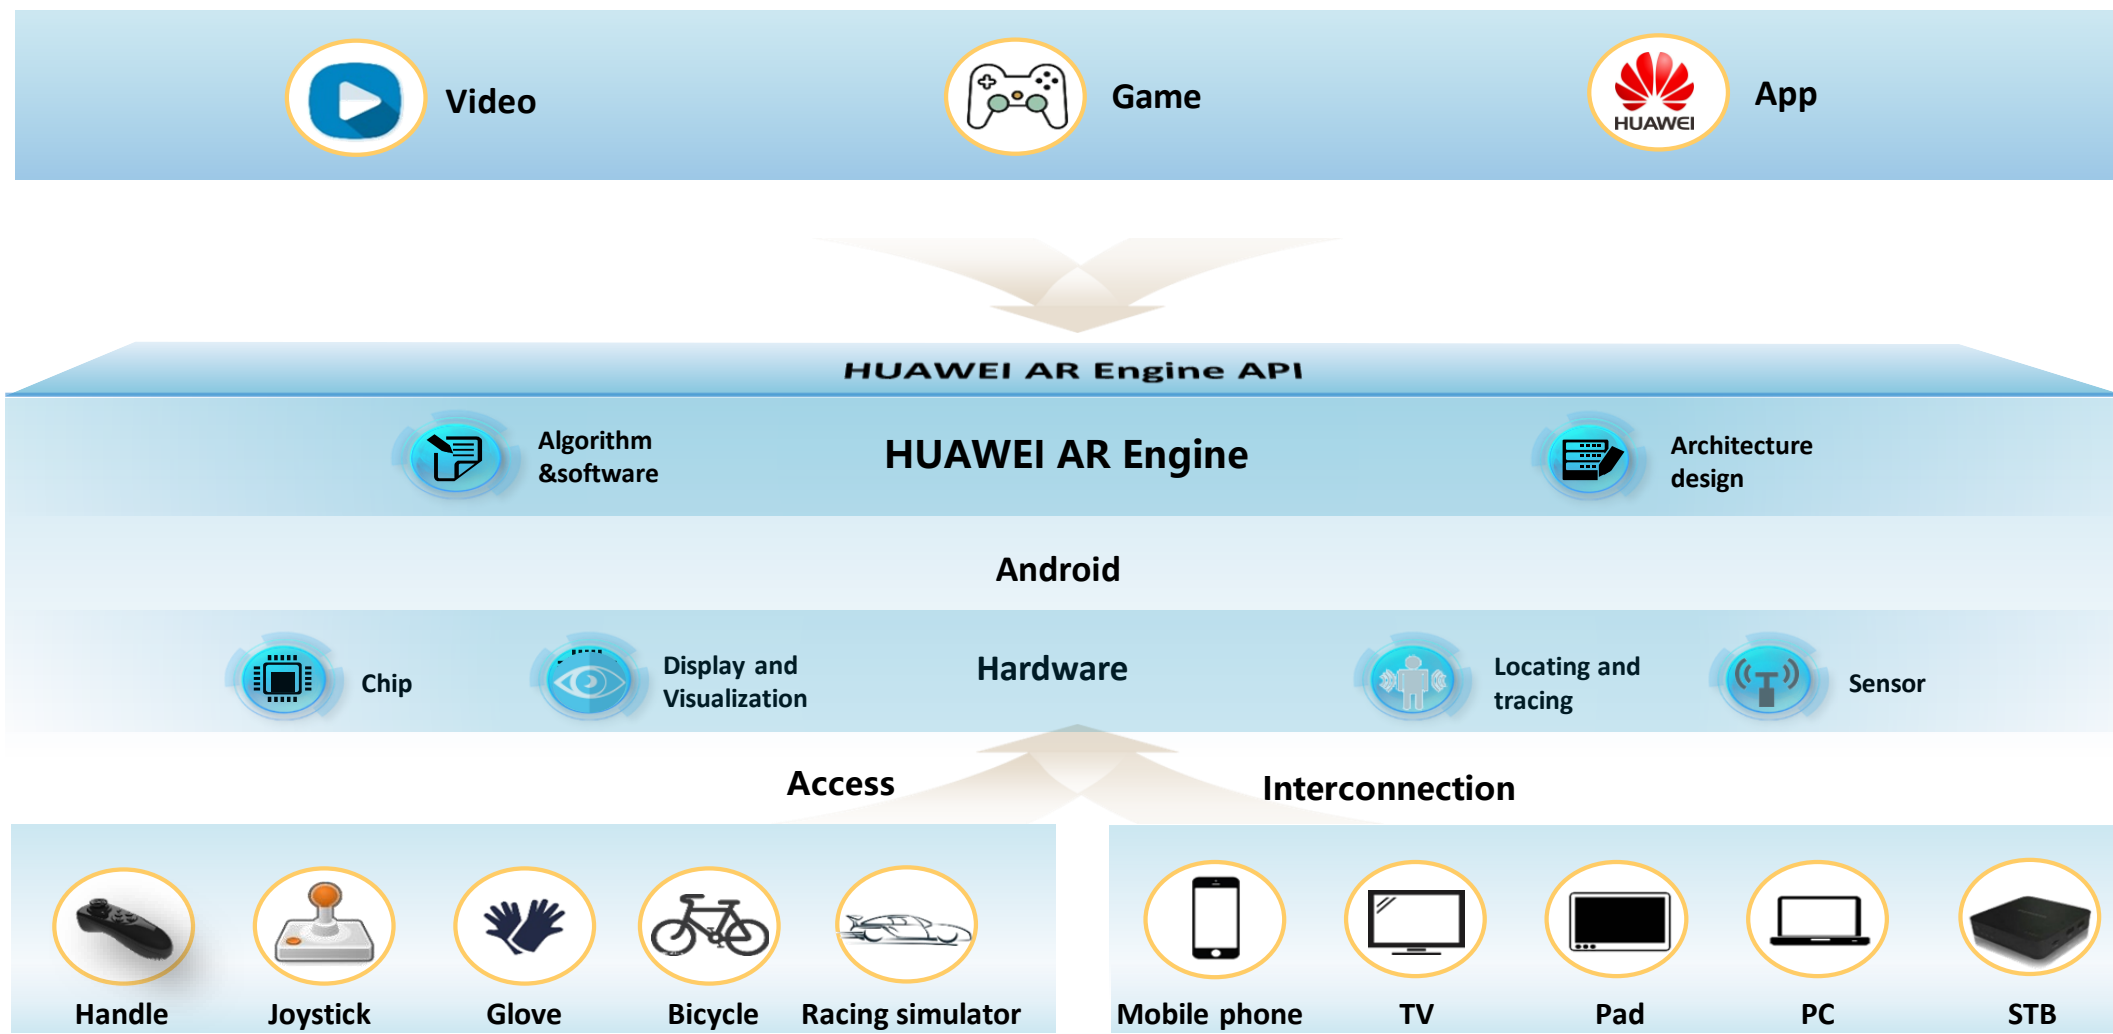 Video
Game
HUAWEI
App
HUAWEI AR Engine API
Algorithm
&software
HUAWEI AR Engine
Architecture
design
Android
Chip
Display and
Visualization
Hardware
Locating and
tracing
Sensor
Access
Interconnection
Handle
Joystick
Glove
Bicycle
Racing simulator
Mobile phone
TV
Pad
PC
STB